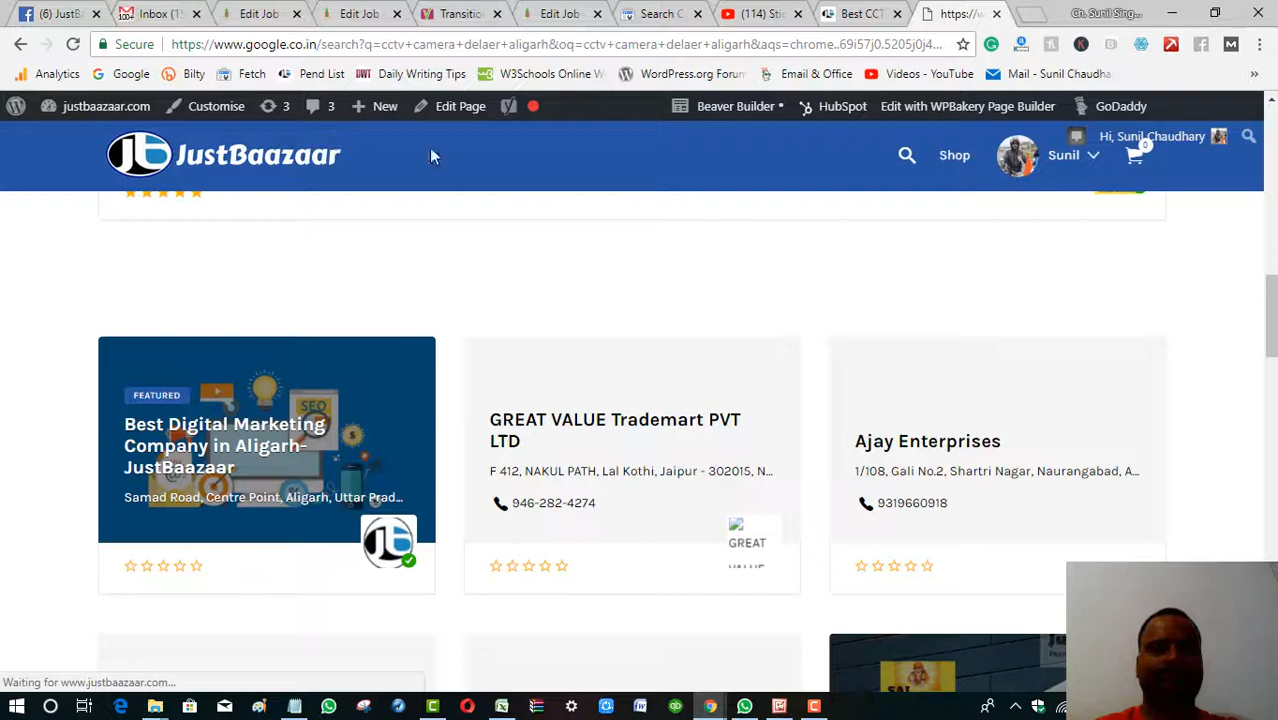 (6) JustB
Inbox (1
Edit Job
Edit Job
Transitio
Edit Job
Search C
(114) Sti
Best CCT
https://w
Ch. Sunil Sing...
Secure
https://www.google.co.in/search?q=cctv+camera+delaer+aligarh&oq=cctv+camera+delaer+aligrh&aqs=chrome..69i57j0.5205j0j4...
Analytics
Google
Bilty
Fetch
Pend List
Daily Writing Tips
W3Schools Online W
WordPress.org Forum
Email & Office
Videos - YouTube
Mail - Sunil Chaudha
justbaazaar.com
Customise
3
3
New
Edit Page
Beaver Builder
HubSpot
Edit with WPBakery Page Builder
GoDaddy
JustBaazaar
Shop
Sunil
0
Hi, Sunil Chaudhary
FEATURED
Best Digital Marketing
Company in Aligarh-
JustBaazaar
Samad Road, Centre Point, Aligarh, Uttar Prad...
SEO
GREAT VALUE Trademart PVT
LTD
F 412, NAKUL PATH, Lal Kothi, Jaipur - 302015, N...
946-282-4274
GREAT
VALUE
Ajay Enterprises
1/108, Gali No.2, Shartri Nagar, Naurangabad, A...
9319660918
SAI
Waiting for www.justbaazaar.com...